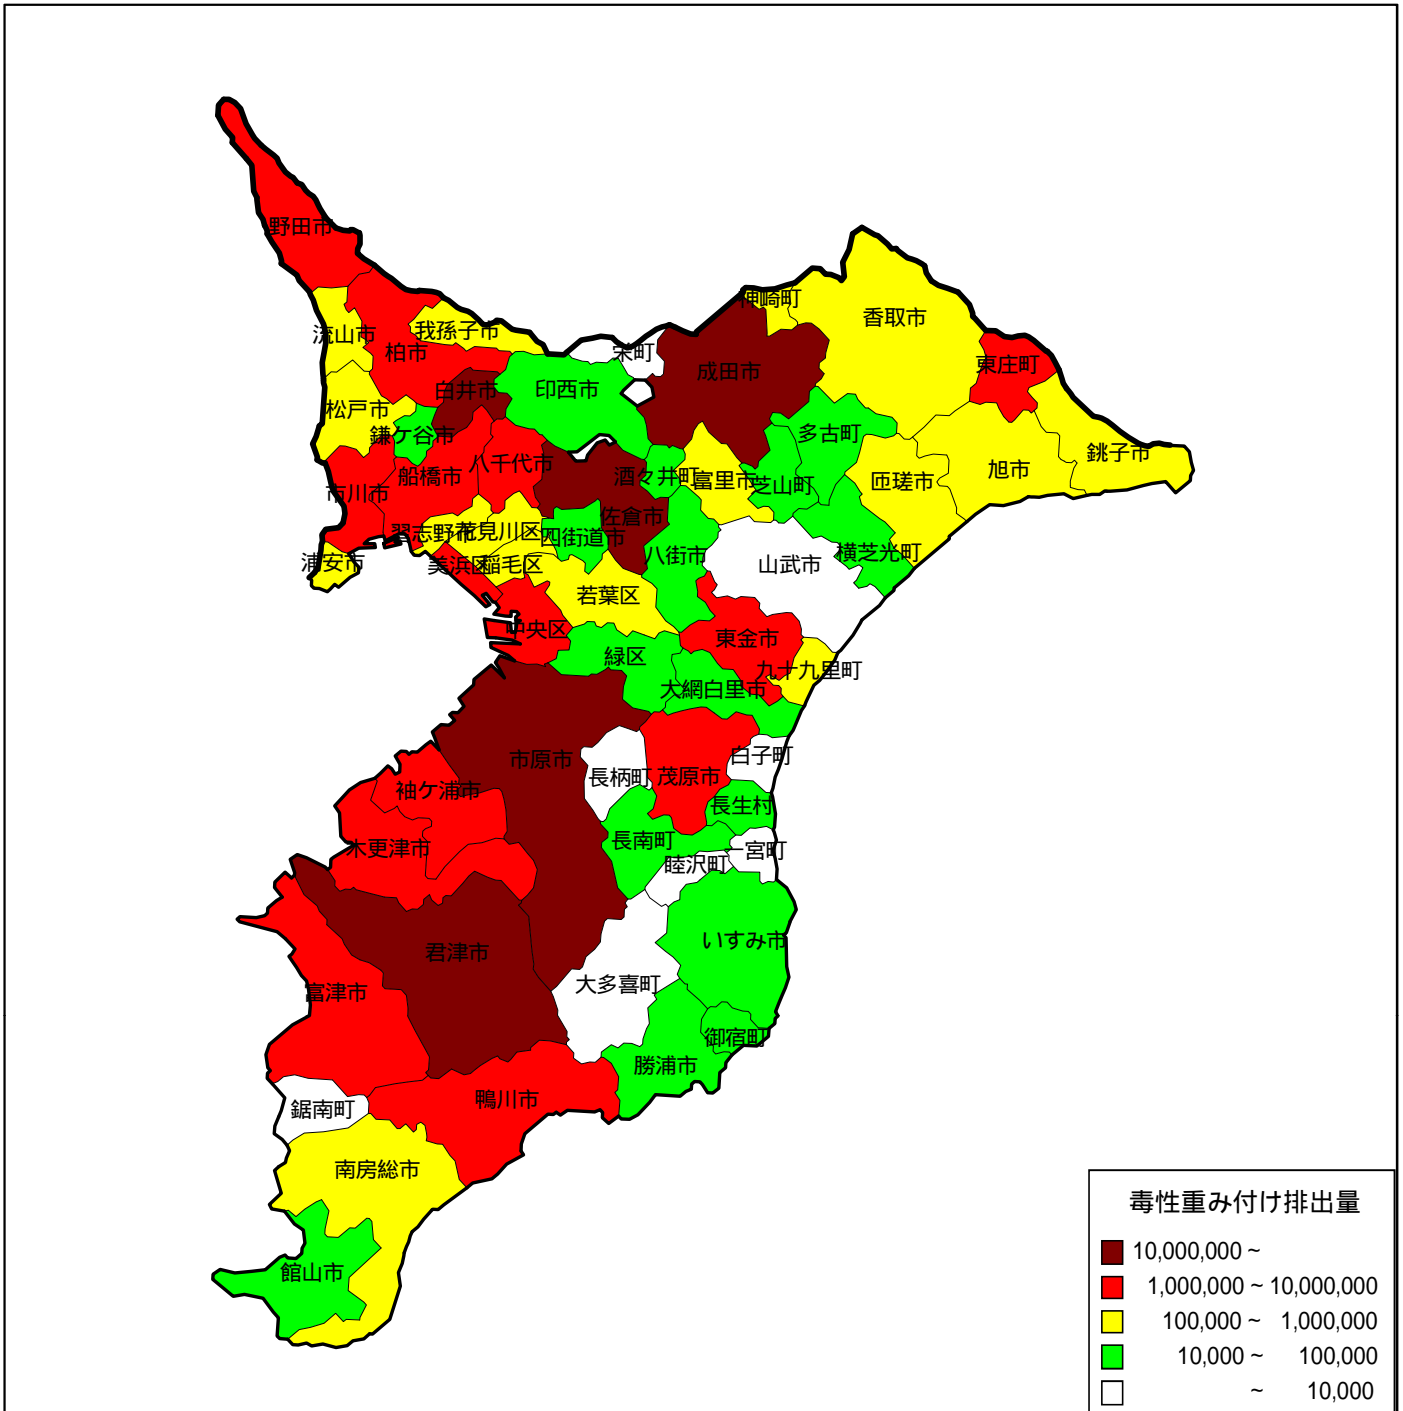 野田市
流山市
柏市
我孫子市
松戸市
鎌ケ谷市
白井市
印西市
栄町
成田市
神崎町
香取市
東庄町
銚子市
旭市
匝瑳市
多古町
芝山町
富里市
酒々井町
佐倉市
八千代市
船橋市
市川市
浦安市
習志野市
花見川区
美浜区
稲毛区
四街道市
八街市
若葉区
中央区
緑区
山武市
横芝光町
東金市
九十九里町
大網白里市
市原市
長柄町
茂原市
白子町
長生村
長南町
睦沢町
一宮町
袖ケ浦市
木更津市
君津市
富津市
大多喜町
いすみ市
御宿町
勝浦市
鴨川市
鋸南町
南房総市
館山市
毒性重み付け排出量
10,000,000 ~
1,000,000 ~ 10,000,000
100,000 ~ 1,000,000
10,000 ~ 100,000
~ 10,000